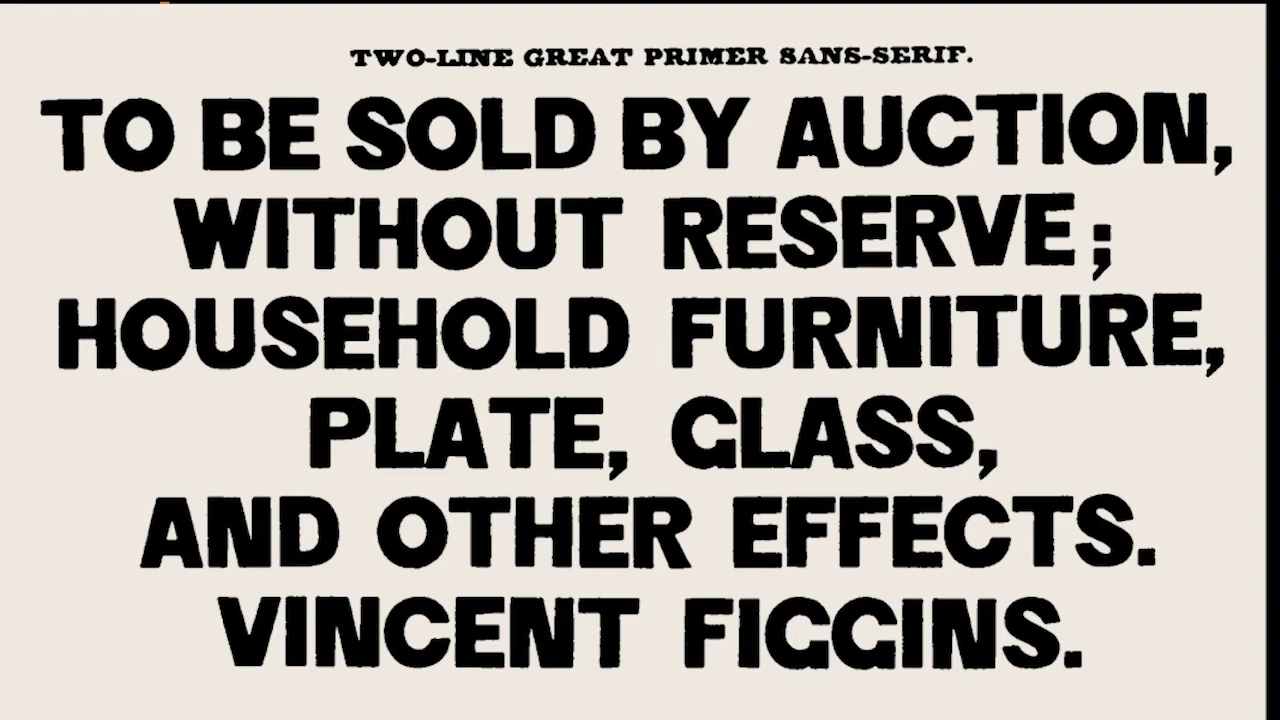 TWO-LINE GREAT PRIMER SANS-SERIF.
TO BE SOLD BY AUCTION,
WITHOUT RESERVE;
HOUSEHOLD FURNITURE,
PLATE, GLASS,
AND OTHER EFFECTS.
VINCENT FIGGINS.